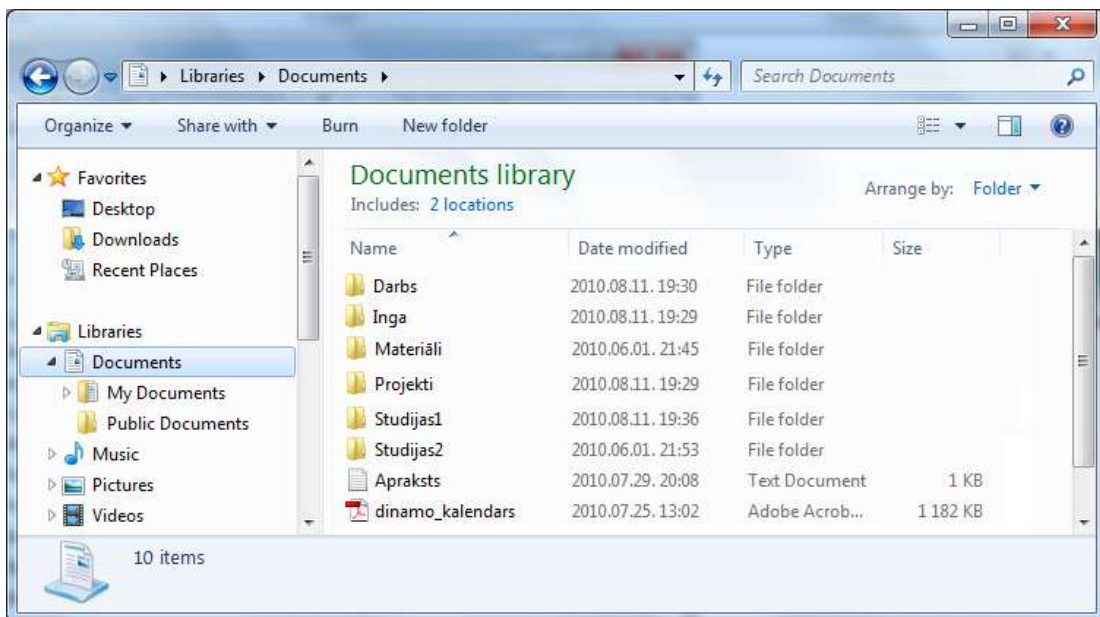 Libraries Documents
Search Documents
Organize Share with Burn New folder
Favorites
Desktop
Downloads
Recent Places
Libraries
Documents
My Documents
Public Documents
Music
Pictures
Videos
Documents library
Includes: 2 locations
Arrange by: Folder
Name Date modified Type Size
Darbs 2010.08.11. 19:30 File folder
Inga 2010.08.11. 19:29 File folder
Materiāli 2010.06.01. 21:45 File folder
Projekti 2010.08.11. 19:29 File folder
Studijas1 2010.08.11. 19:36 File folder
Studijas2 2010.06.01. 21:53 File folder
Apraksts 2010.07.29. 20:08 Text Document 1 KB
dinamo_kalendars 2010.07.25. 13:02 Adobe Acrob... 1 182 KB
10 items